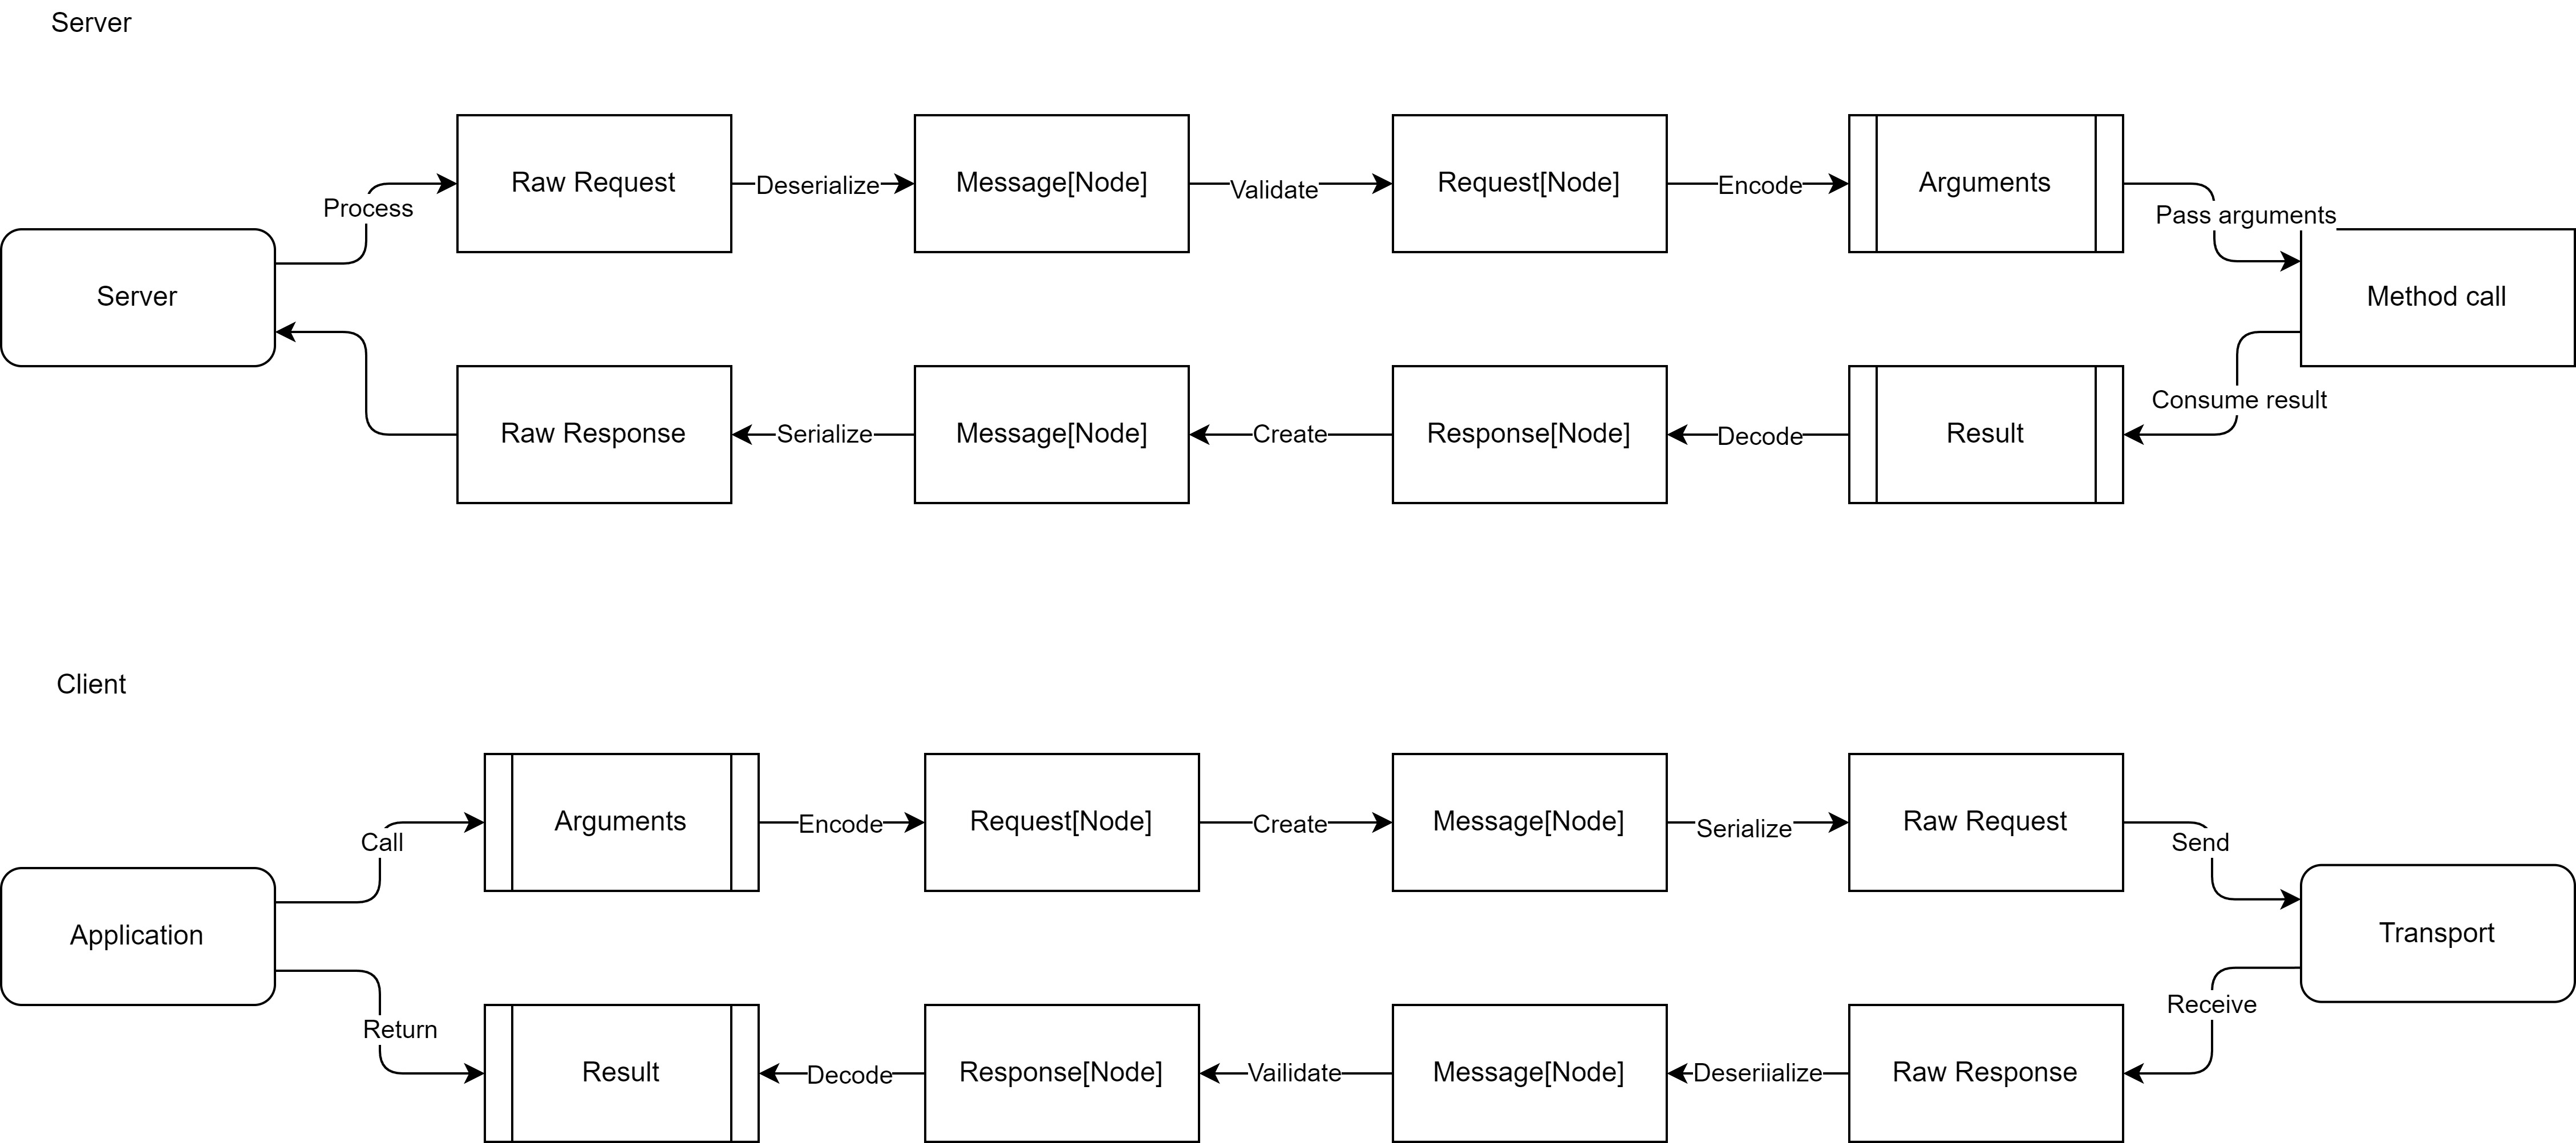 Server
Process
Raw Request
Deserialize
Message[Node]
Validate
Request[Node]
Encode
Arguments
Pass arguments
Server
Method call
Raw Response
Serialize
Message[Node]
Create
Response[Node]
Decode
Result
Consume result
Client
Call
Arguments
Encode
Request[Node]
Create
Message[Node]
Serialize
Raw Request
Send
Application
Transport
Return
Result
Decode
Response[Node]
Vailidate
Message[Node]
Deseriialize
Raw Response
Receive